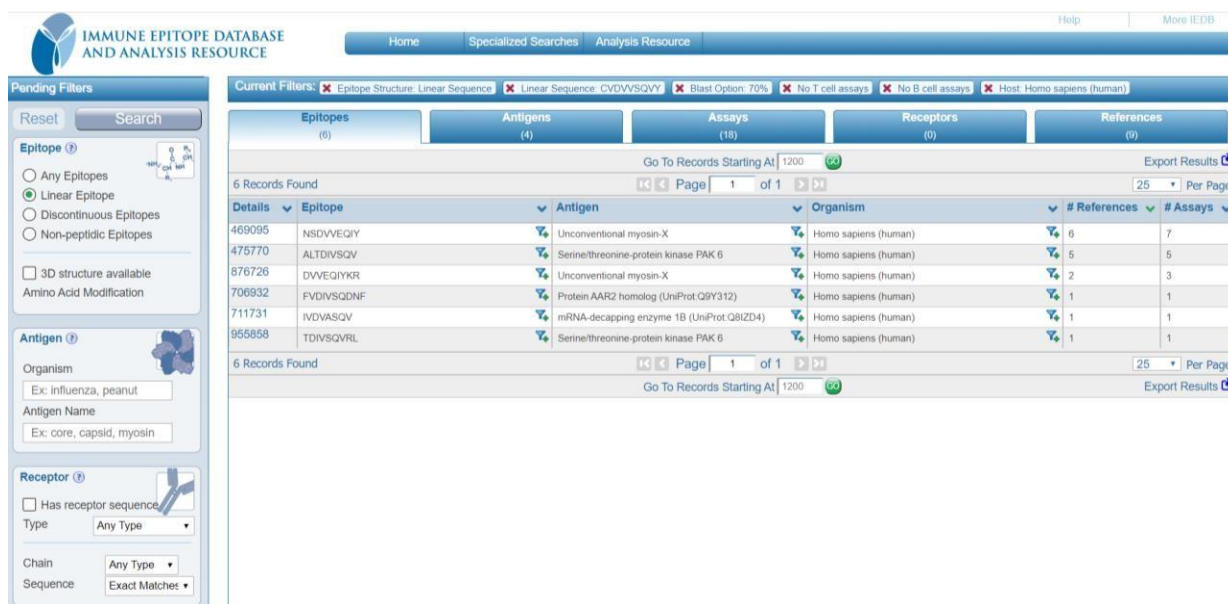 Help More IEDB
IMMUNE EPITOPE DATABASE
AND ANALYSIS RESOURCE
Home Specialized Searches Analysis Resource
Pending Filters
Reset Search
Epitope
Any Epitopes
Linear Epitope
Discontinuous Epitopes
Non-peptidic Epitopes
3D structure available
Amino Acid Modification
Antigen
Organism
Ex: influenza, peanut
Antigen Name
Ex: core, capsid, myosin
Receptor
Has receptor sequence
Type Any Type
Chain Any Type
Sequence Exact Matches
Current Filters: Epitope Structure: Linear Sequence Linear Sequence: CVDVVSQVY Blast Option: 70% No T cell assays No B cell assays Host: Homo sapiens (human)
Epitopes Antigens Assays Receptors References
(6) (4) (18) (0) (9)
Go To Records Starting At 1200 GO Export Results
6 Records Found Page 1 of 1 25 Per Page
Details Epitope Antigen Organism # References # Assays
469095 NSDVVEQIY Unconventional myosin-X Homo sapiens (human) 6 7
475770 ALTDIVSQV Serine/threonine-protein kinase PAK 6 Homo sapiens (human) 5 5
876726 DVVEQIYKR Unconventional myosin-X Homo sapiens (human) 2 3
706932 FVDIVSQDNF Protein AAR2 homolog (UniProt:Q9Y312) Homo sapiens (human) 1 1
711731 IVDVASQV mRNA-decapping enzyme 1B (UniProt:Q8IZD4) Homo sapiens (human) 1 1
955858 TDIVSQVRL Serine/threonine-protein kinase PAK 6 Homo sapiens (human) 1 1
6 Records Found Page 1 of 1 25 Per Page
Go To Records Starting At 1200 GO Export Results